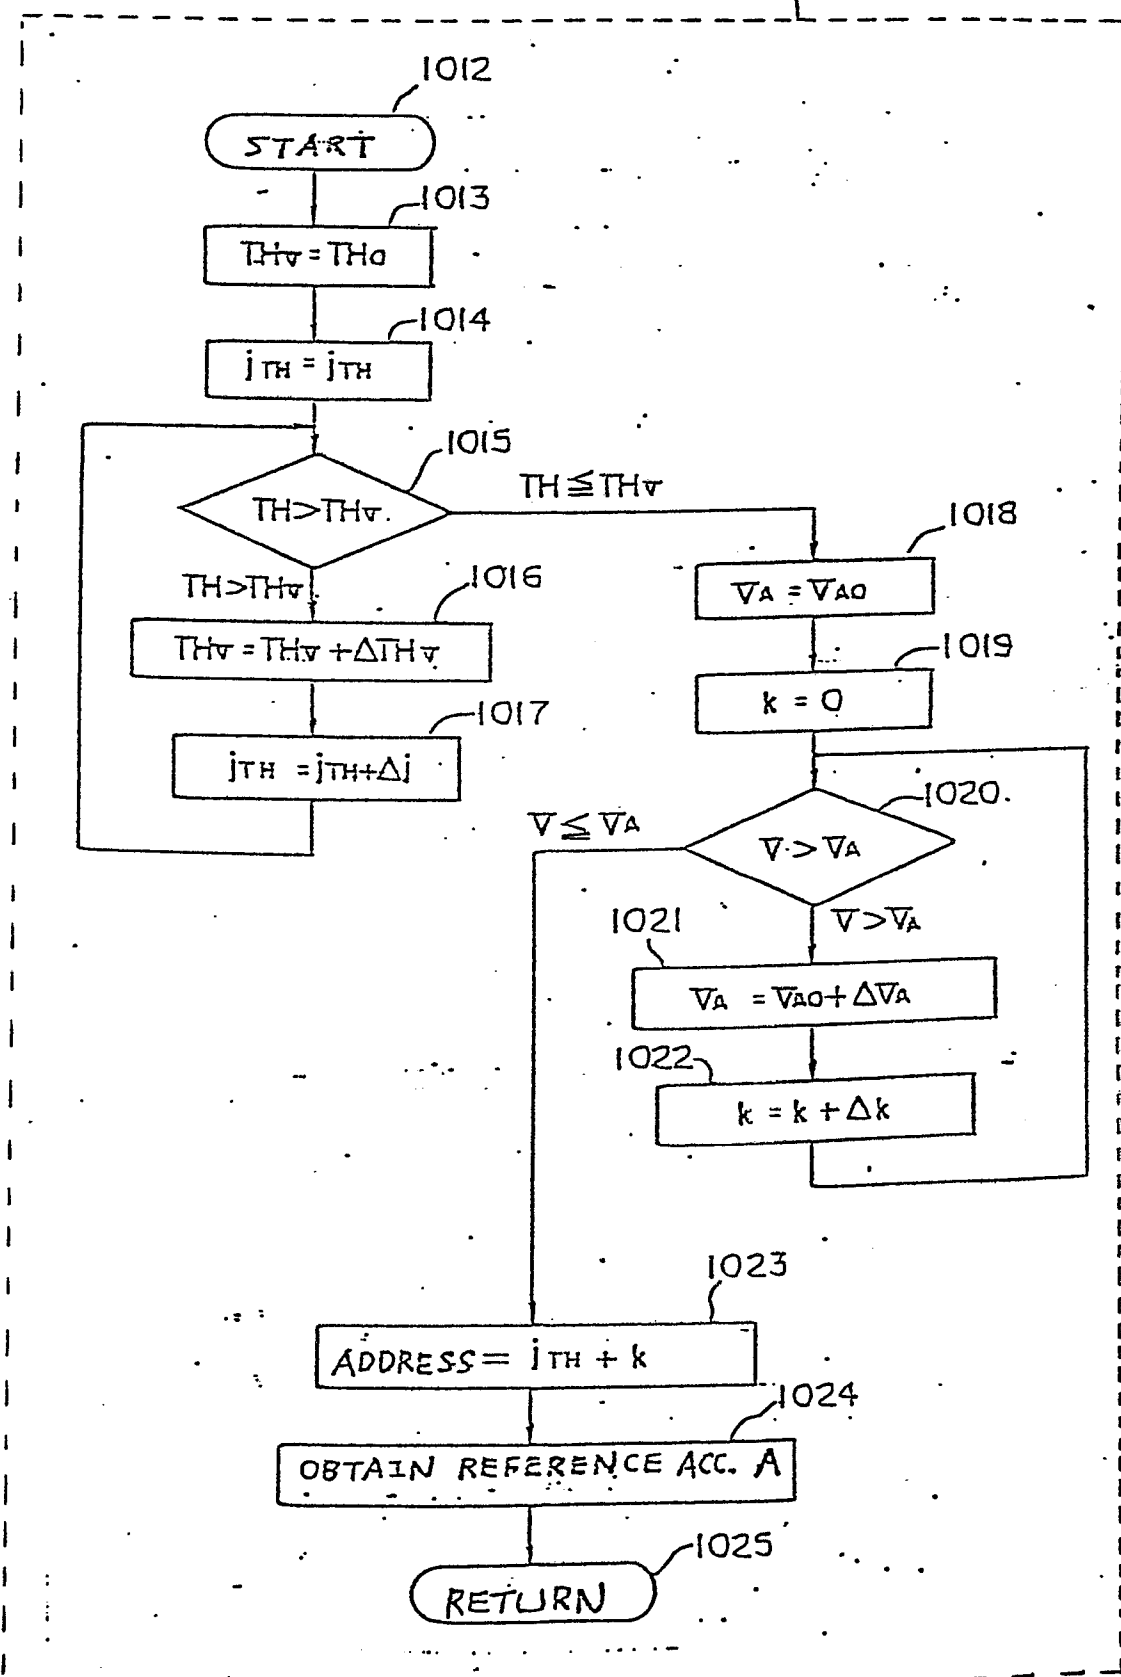 1012
START
1013
THV = THO
1014
jTH = jTH
1015
TH>THV.
TH≦THV
TH>THV
1016
THV = THV + ΔTHV
1017
jTH = jTH+Δj
1018
VA = VAO
1019
k = 0
1020.
V > VA
V ≦ VA
V>VA
1021
VA = VAO + ΔVA
1022
k = k + Δk
1023
ADDRESS = jTH + k
1024
OBTAIN REFERENCE ACC. A
1025
RETURN